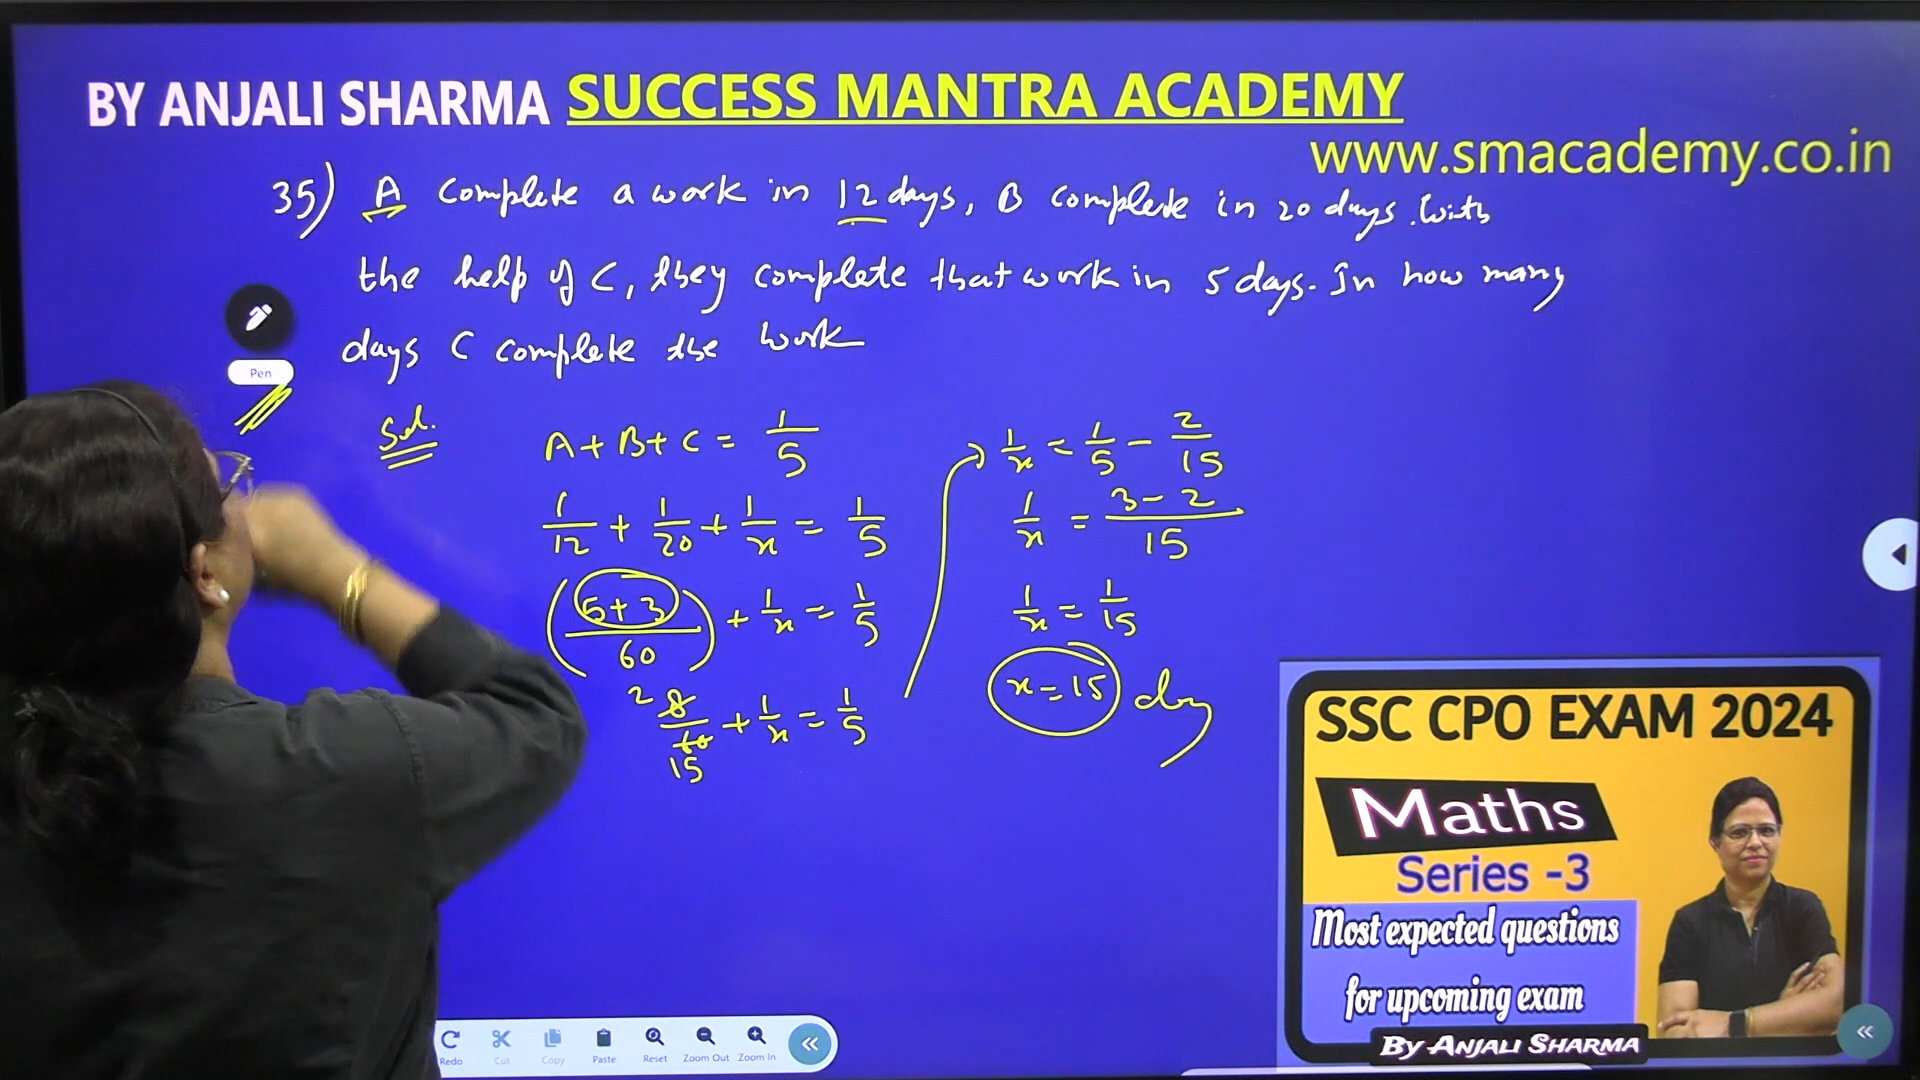 BY ANJALI SHARMA SUCCESS MANTRA ACADEMY
www.smacademy.co.in
35) A complete a work in 12 days, B complete in 20 days. With
the help of C, they complete that work in 5 days. In how many
days C complete the work
Pen
Sol.
A + B + C = 1/5
1/12 + 1/20 + 1/x = 1/5
(5+3/60) + 1/x = 1/5
2 8/60 15 + 1/x = 1/5
1/x = 1/5 - 2/15
1/x = 3-2/15
1/x = 1/15
x = 15 day
SSC CPO EXAM 2024
Maths
Series -3
Most expected questions
for upcoming exam
By ANJALI SHARMA
Redo Cut Copy Paste Reset Zoom Out Zoom In